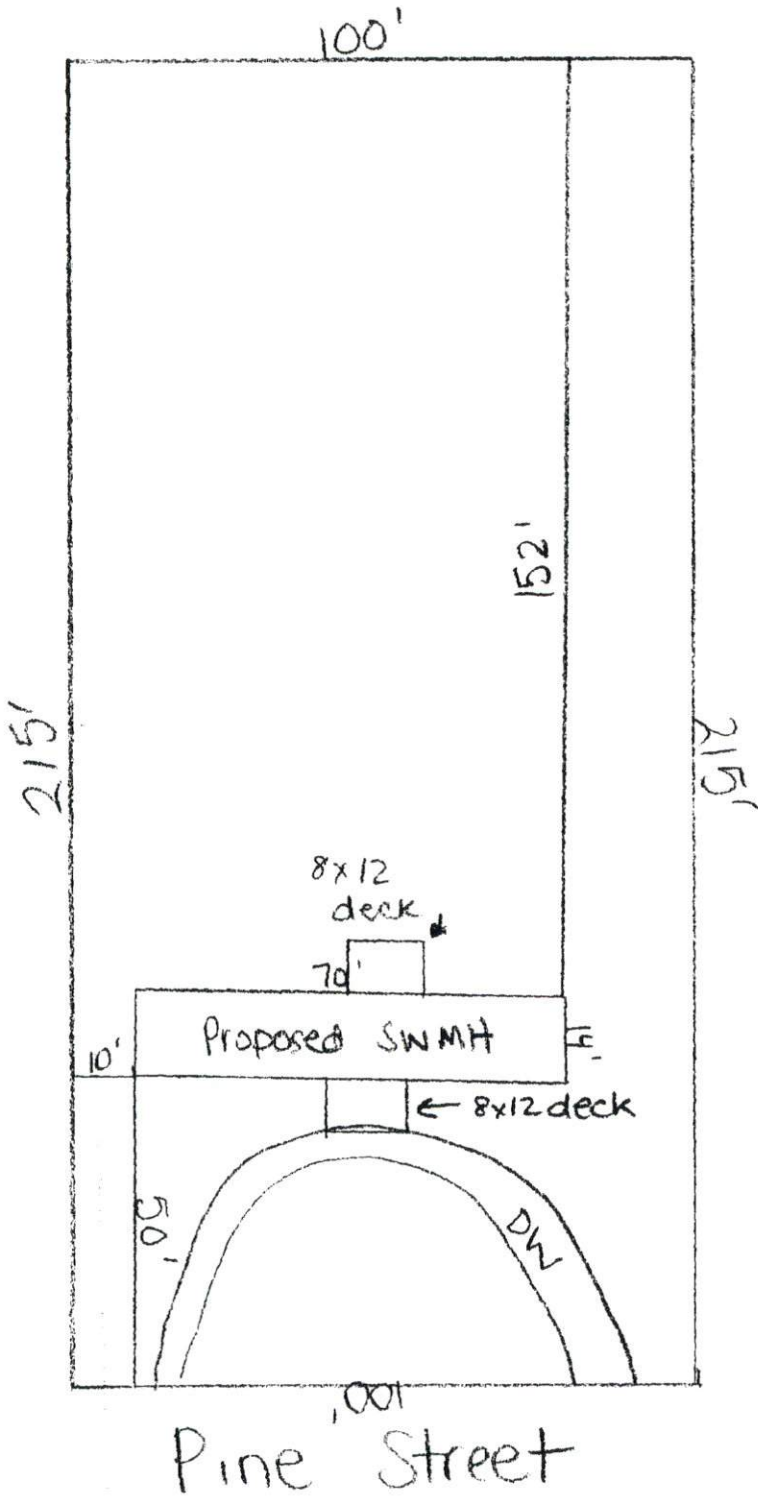 100'
152'
215'
215'
8x12
deck
70'
Proposed SWMH
14'
10'
8x12 deck
50'
DW
100'
Pine Street